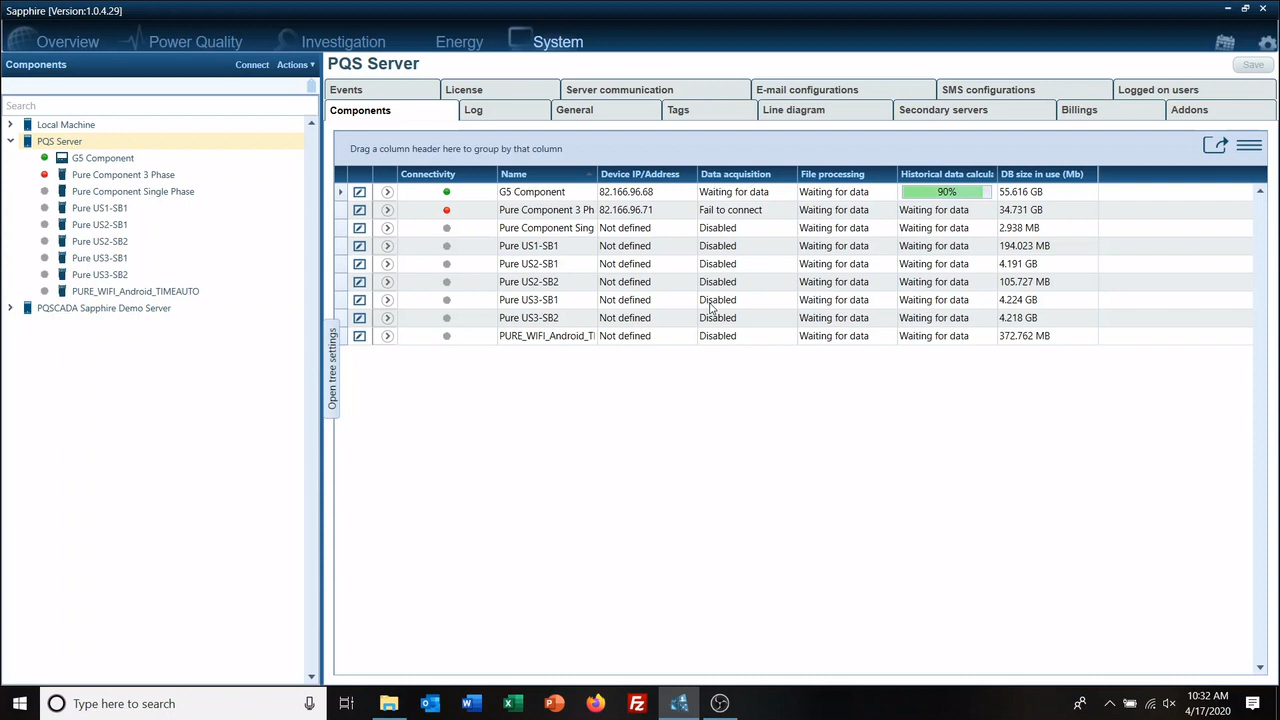 Sapphire [Version:1.0.4.29]
Overview Power Quality Investigation Energy System
Components Connect Actions
PQS Server
Save
Events License Server communication E-mail configurations SMS configurations Logged on users
Components Log General Tags Line diagram Secondary servers Billings Addons
Search
Local Machine
PQS Server
G5 Component
Pure Component 3 Phase
Pure Component Single Phase
Pure US1-SB1
Pure US2-SB1
Pure US2-SB2
Pure US3-SB1
Pure US3-SB2
PURE_WIFI_Android_TIMEAUTO
PQSCADA Sapphire Demo Server
Open tree settings
Drag a column header here to group by that column
Connectivity Name Device IP/Address Data acquisition File processing Historical data calcula DB size in use (Mb)
G5 Component 82.166.96.68 Waiting for data Waiting for data 90% 55.616 GB
Pure Component 3 Ph 82.166.96.71 Fail to connect Waiting for data Waiting for data 34.731 GB
Pure Component Sing Not defined Disabled Waiting for data Waiting for data 2.938 MB
Pure US1-SB1 Not defined Disabled Waiting for data Waiting for data 194.023 MB
Pure US2-SB1 Not defined Disabled Waiting for data Waiting for data 4.191 GB
Pure US2-SB2 Not defined Disabled Waiting for data Waiting for data 105.727 MB
Pure US3-SB1 Not defined Disabled Waiting for data Waiting for data 4.224 GB
Pure US3-SB2 Not defined Disabled Waiting for data Waiting for data 4.218 GB
PURE_WIFI_Android_TI Not defined Disabled Waiting for data Waiting for data 372.762 MB
Type here to search
10:32 AM
4/17/2020